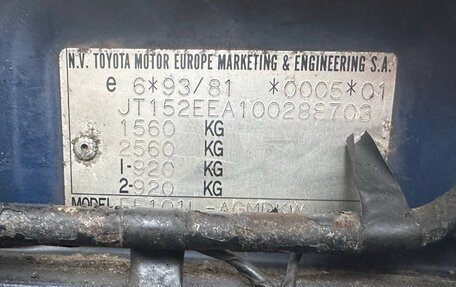 N.V. TOYOTA MOTOR EUROPE MARKETING & ENGINEERING S.A.
e 6*93/81 *0005*01
JT152EEA100288703
1560 KG
2560 KG
1-920 KG
2-920 KG
MODEL